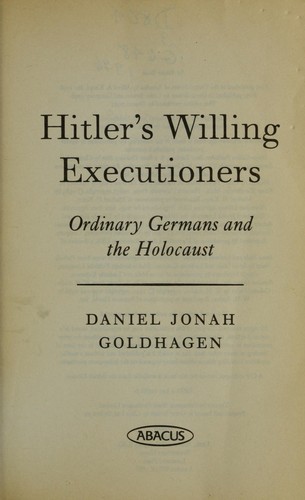 Hitler's Willing
Executioners
Ordinary Germans and
the Holocaust
DANIEL JONAH
GOLDHAGEN
ABACUS